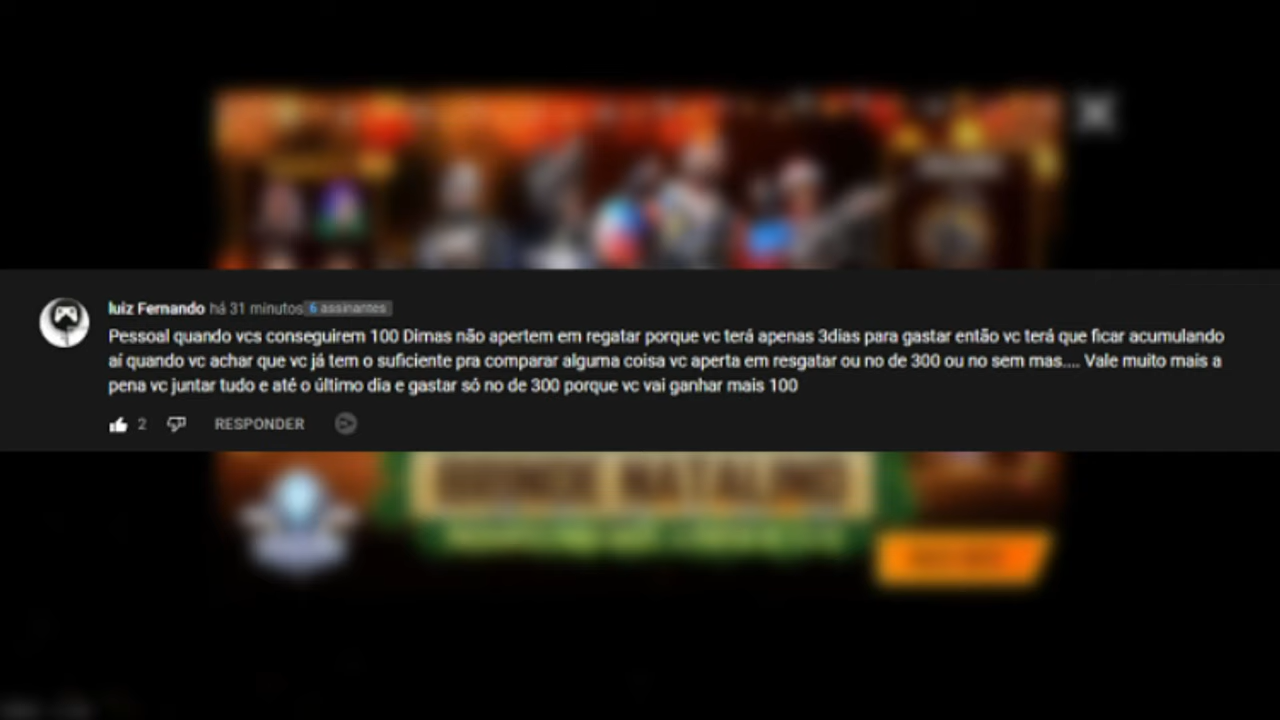 luiz Fernando há 31 minutos 6 assinantes
Pessoal quando vcs conseguirem 100 Dimas não apertem em regatar porque vc terá apenas 3dias para gastar então vc terá que ficar acumulando
aí quando vc achar que vc já tem o suficiente pra comparar alguma coisa vc aperta em resgatar ou no de 300 ou no sem mas.... Vale muito mais a
pena vc juntar tudo e até o último dia e gastar só no de 300 porque vc vai ganhar mais 100
2 RESPONDER
NATALINO